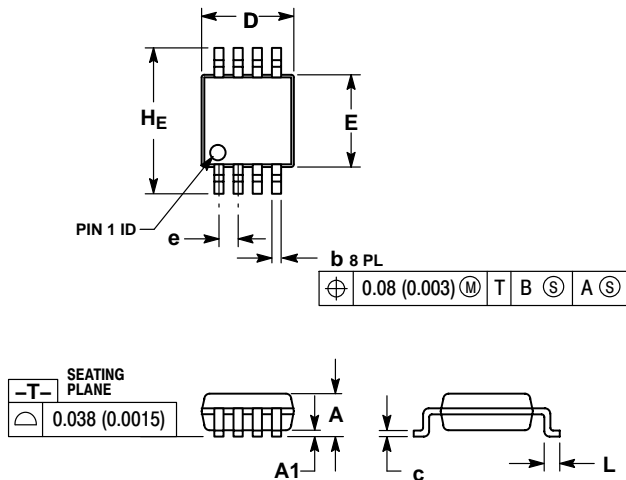 D
HE
E
PIN 1 ID
e
b 8 PL
0.08 (0.003) Ⓜ T B Ⓢ A Ⓢ
–T– SEATING PLANE
0.038 (0.0015)
A
A1
c
L